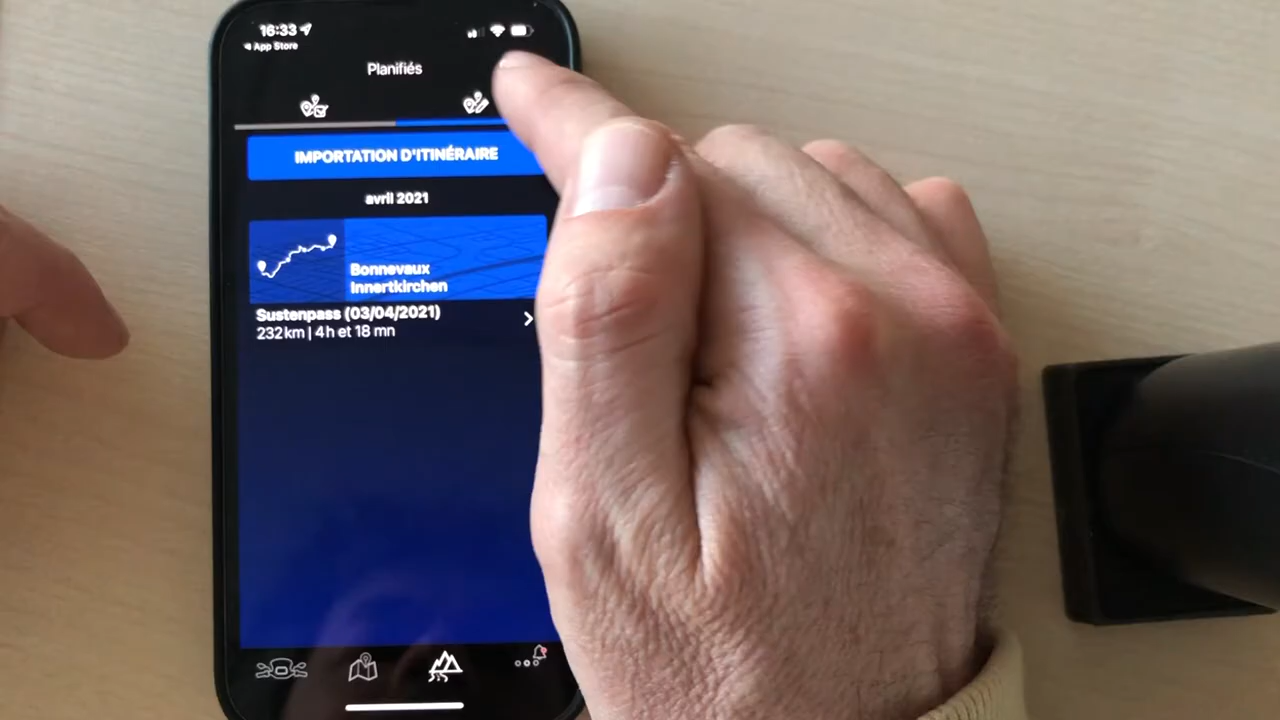 16:33
App Store
Planifiés
IMPORTATION D'ITINÉRAIRE
avril 2021
Bonnevaux
Innertkirchen
Sustenpass (03/04/2021)
232 km | 4 h et 18 mn